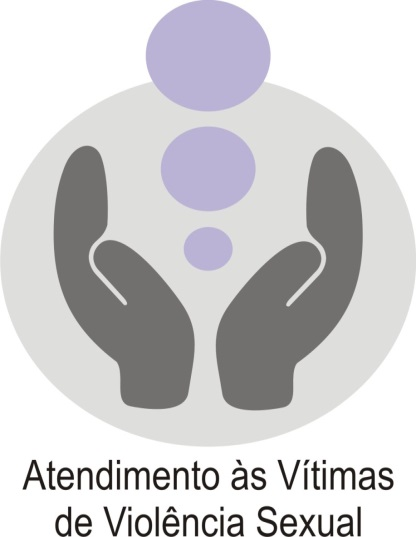 Atendimento às Vítimas
de Violência Sexual